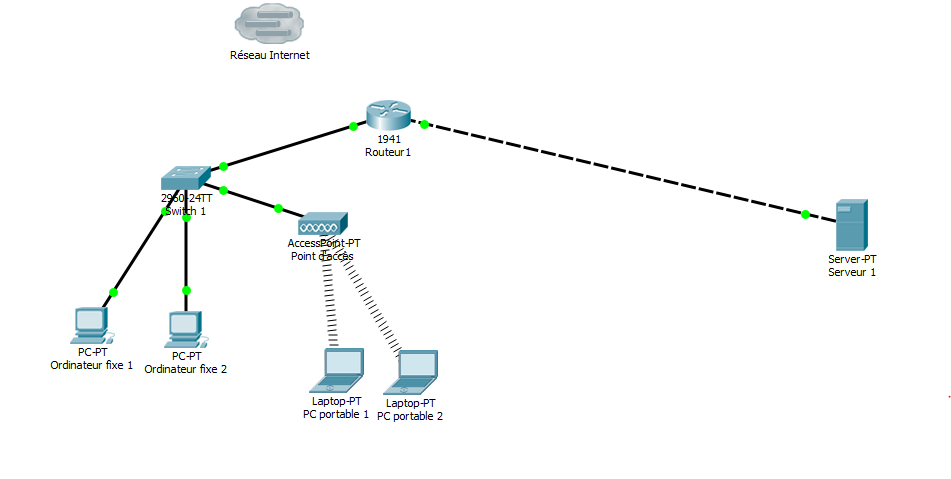 Réseau Internet
1941
Routeur1
2960-24TT
Switch 1
AccessPoint-PT
Point d'accès
Server-PT
Serveur 1
PC-PT
Ordinateur fixe 1
PC-PT
Ordinateur fixe 2
Laptop-PT
PC portable 1
Laptop-PT
PC portable 2